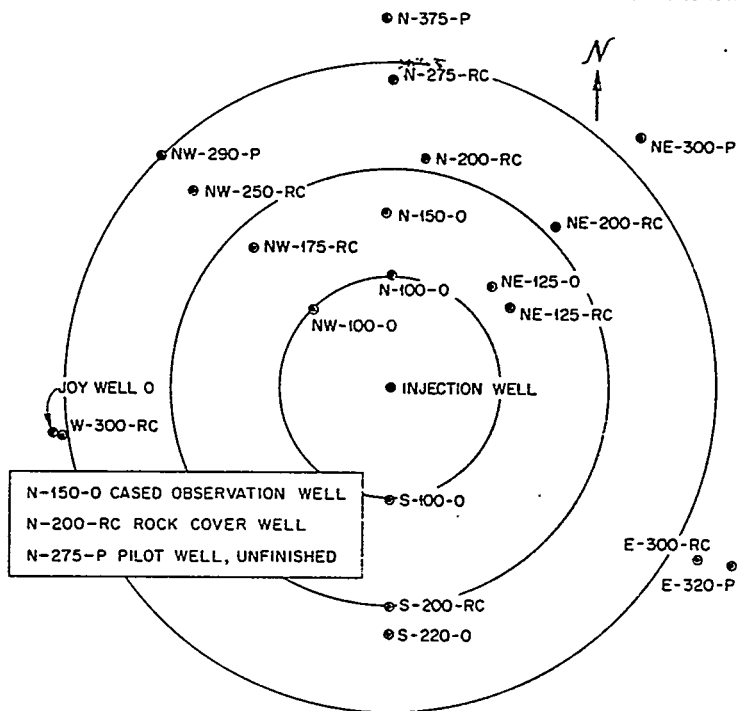 N-375-P
N
N-275-RC
NE-300-P
NW-290-P
N-200-RC
NW-250-RC
N-150-O
NE-200-RC
NW-175-RC
N-100-O
NE-125-O
NW-100-O
NE-125-RC
JOY WELL O
INJECTION WELL
W-300-RC
N-150-O CASED OBSERVATION WELL
N-200-RC ROCK COVER WELL
N-275-P PILOT WELL, UNFINISHED
S-100-O
E-300-RC
E-320-P
S-200-RC
S-220-O